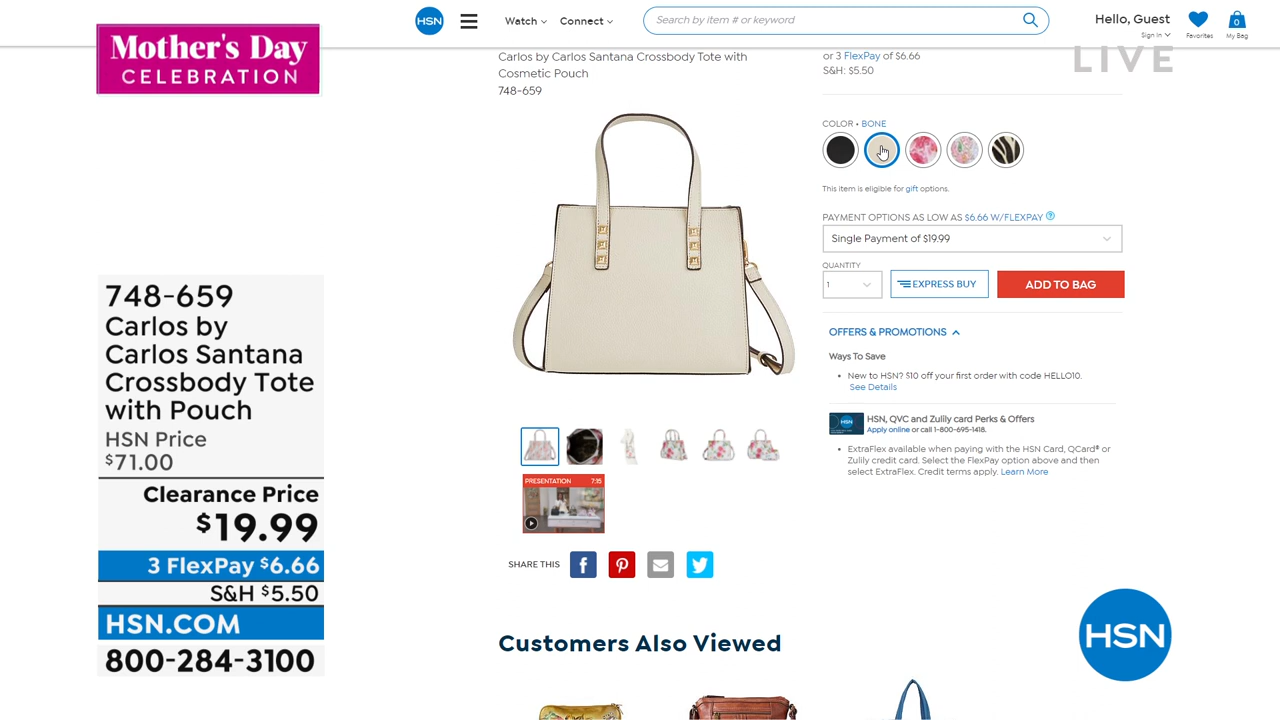 HSN
Watch
Connect
Search by item # or keyword
Hello, Guest
Sign In
Favorites
0
My Bag
LIVE
Mother's Day
CELEBRATION
748-659
Carlos by
Carlos Santana
Crossbody Tote
with Pouch
HSN Price
$71.00
Clearance Price
$19.99
3 FlexPay $6.66
S&H $5.50
HSN.COM
800-284-3100
Carlos by Carlos Santana Crossbody Tote with
Cosmetic Pouch
748-659
PRESENTATION 7:15
SHARE THIS
or 3 FlexPay of $6.66
S&H: $5.50
COLOR • BONE
This item is eligible for gift options.
PAYMENT OPTIONS AS LOW AS $6.66 W/FLEXPAY ?
Single Payment of $19.99
QUANTITY
1
EXPRESS BUY
ADD TO BAG
OFFERS & PROMOTIONS
Ways To Save
• New to HSN? $10 off your first order with code HELLO10.
See Details
HSN, QVC and Zulily card Perks & Offers
Apply online or call 1-800-695-1418.
• ExtraFlex available when paying with the HSN Card, QCard® or
Zulily credit card. Select the FlexPay option above and then
select ExtraFlex. Credit terms apply. Learn More
Customers Also Viewed
HSN